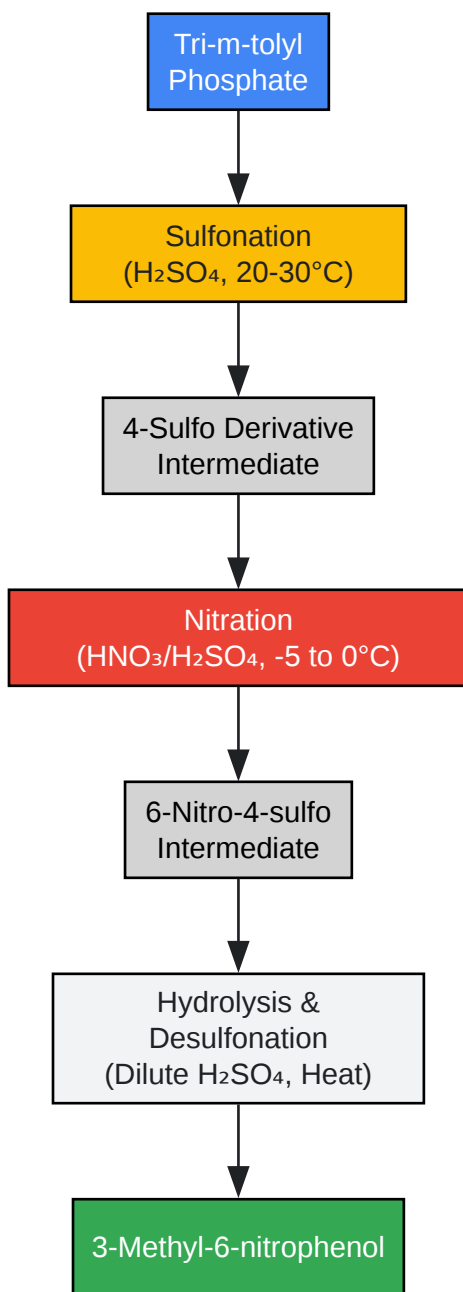 Tri-m-tolyl
Phosphate
Sulfonation
(H₂SO₄, 20-30°C)
4-Sulfo Derivative
Intermediate
Nitration
(HNO₃/H₂SO₄, -5 to 0°C)
6-Nitro-4-sulfo
Intermediate
Hydrolysis &
Desulfonation
(Dilute H₂SO₄, Heat)
3-Methyl-6-nitrophenol